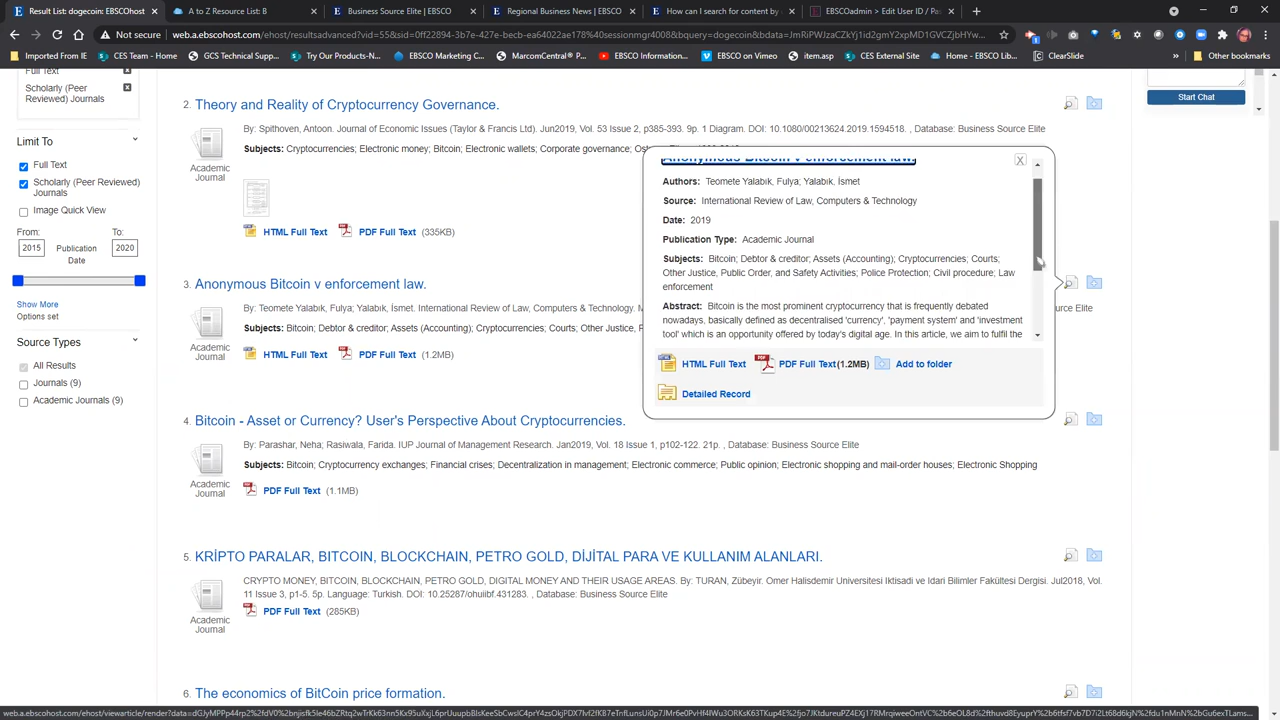 Result List: EBSCOhost
A to Z Resource List: B
Business Source Elite | EBSCO
Regional Business News | EBSCO
How can I search for content by
EBSCOadmin > Edit User ID / Pa
Not secure
web.a.ebscohost.com
Imported From IE
CES Team - Home
GCS Technical Suppo...
Try Our Betas-Not...
EBSCO Marketing C...
MarcomCentral®, P...
EBSCO Information...
EBSCO on Vimeo
item.asp
CES External Site
Home - EBSCO Lib...
ClearSlide
»
Other bookmarks
Full Text
Scholarly (Peer
Reviewed) Journals
Limit To
Full Text
Scholarly (Peer Reviewed)
Journals
Image Quick View
From:
To:
2015
Publication
Date
2020
Show More
Options set
Source Types
All Results
Journals (9)
Academic Journals (9)
2. Theory and Reality of Cryptocurrency Governance.
By: Spithoven, Antoon. Journal of Economic Issues (Taylor & Francis Ltd). Jun2019, Vol. 53 Issue 2, p385-393. 9p. 1 Diagram. DOI: 10.1080/00213624.2019.1594518. , Database: Business Source Elite
Subjects: Cryptocurrencies; Electronic money; Bitcoin; Electronic wallets; Corporate governance;
Academic
Journal
HTML Full Text
PDF Full Text (335KB)
3. Anonymous Bitcoin v enforcement law.
By: Teomete Yalabık, Fulya; Yalabık, İsmet. International Review of Law, Computers & Technology.
Subjects: Bitcoin; Debtor & creditor; Assets (Accounting); Cryptocurrencies; Courts; Other Justice,
Academic
Journal
HTML Full Text
PDF Full Text (1.2MB)
Anonymous Bitcoin v enforcement law.
X
Authors: Teomete Yalabık, Fulya; Yalabık, İsmet
Source: International Review of Law, Computers & Technology
Date: 2019
Publication Type: Academic Journal
Subjects: Bitcoin; Debtor & creditor; Assets (Accounting); Cryptocurrencies; Courts;
Other Justice, Public Order, and Safety Activities; Police Protection; Civil procedure; Law
enforcement
Abstract: Bitcoin is the most prominent cryptocurrency that is frequently debated
nowadays, basically defined as decentralised 'currency', 'payment system' and 'investment
tool' which is an opportunity offered by today's digital age. In this article, we aim to fulfil the
HTML Full Text
PDF Full Text(1.2MB)
Add to folder
Detailed Record
Start Chat
4. Bitcoin - Asset or Currency? User's Perspective About Cryptocurrencies.
By: Parashar, Neha; Rasiwala, Farida. IUP Journal of Management Research. Jan2019, Vol. 18 Issue 1, p102-122. 21p. , Database: Business Source Elite
Subjects: Bitcoin; Cryptocurrency exchanges; Financial crises; Decentralization in management; Electronic commerce; Public opinion; Electronic shopping and mail-order houses; Electronic Shopping
Academic
Journal
PDF Full Text (1.1MB)
5. KRİPTO PARALAR, BITCOIN, BLOCKCHAIN, PETRO GOLD, DİJİTAL PARA VE KULLANIM ALANLARI.
CRYPTO MONEY, BITCOIN, BLOCKCHAIN, PETRO GOLD, DIGITAL MONEY AND THEIR USAGE AREAS. By: TURAN, Zübeyir. Omer Halisdemir Universitesi Iktisadi ve Idari Bilimler Fakültesi Dergisi. Jul2018, Vol.
11 Issue 3, p1-5. 5p. Language: Turkish. DOI: 10.25287/ohuiibf.431283. , Database: Business Source Elite
Academic
Journal
PDF Full Text (285KB)
6. The economics of BitCoin price formation.